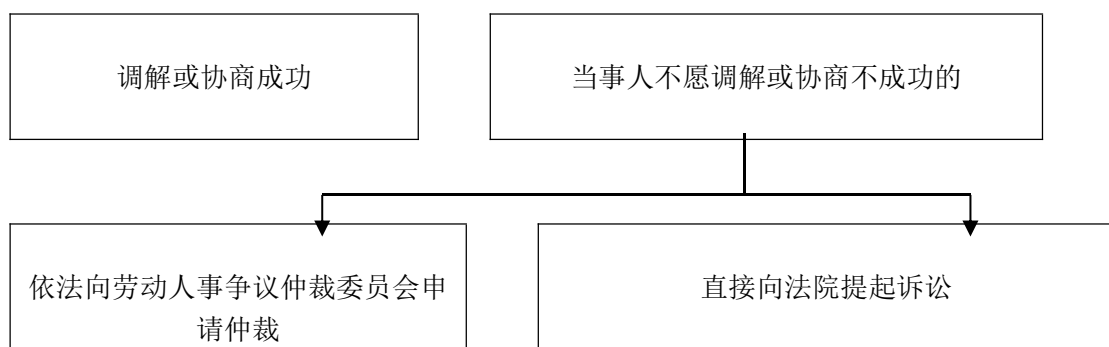 调解或协商成功
当事人不愿调解或协商不成功的
依法向劳动人事争议仲裁委员会申
请仲裁
直接向法院提起诉讼